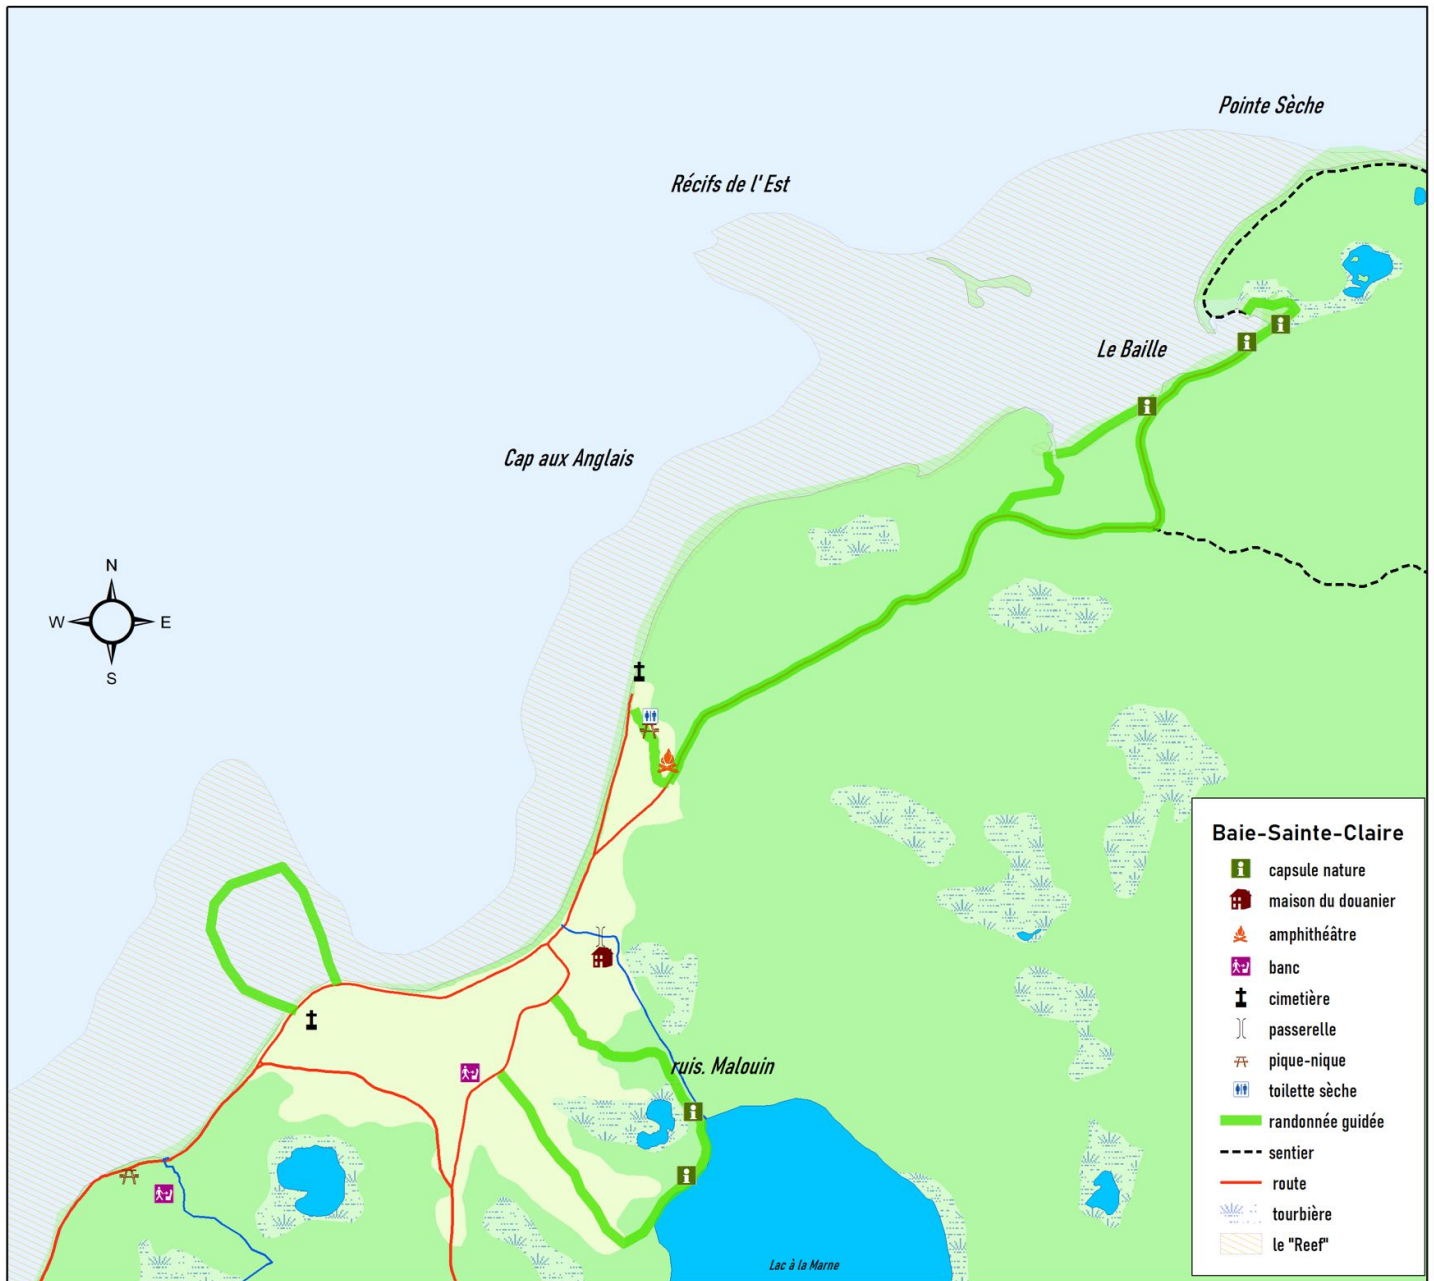 Pointe Sèche
Récifs de l'Est
Le Baille
Cap aux Anglais
N
W E
S
ruis. Malouin
Lac à la Marne
Baie-Sainte-Claire
capsule nature
maison du douanier
amphithéâtre
banc
cimetière
passerelle
pique-nique
toilette sèche
randonnée guidée
sentier
route
tourbière
le "Reef"